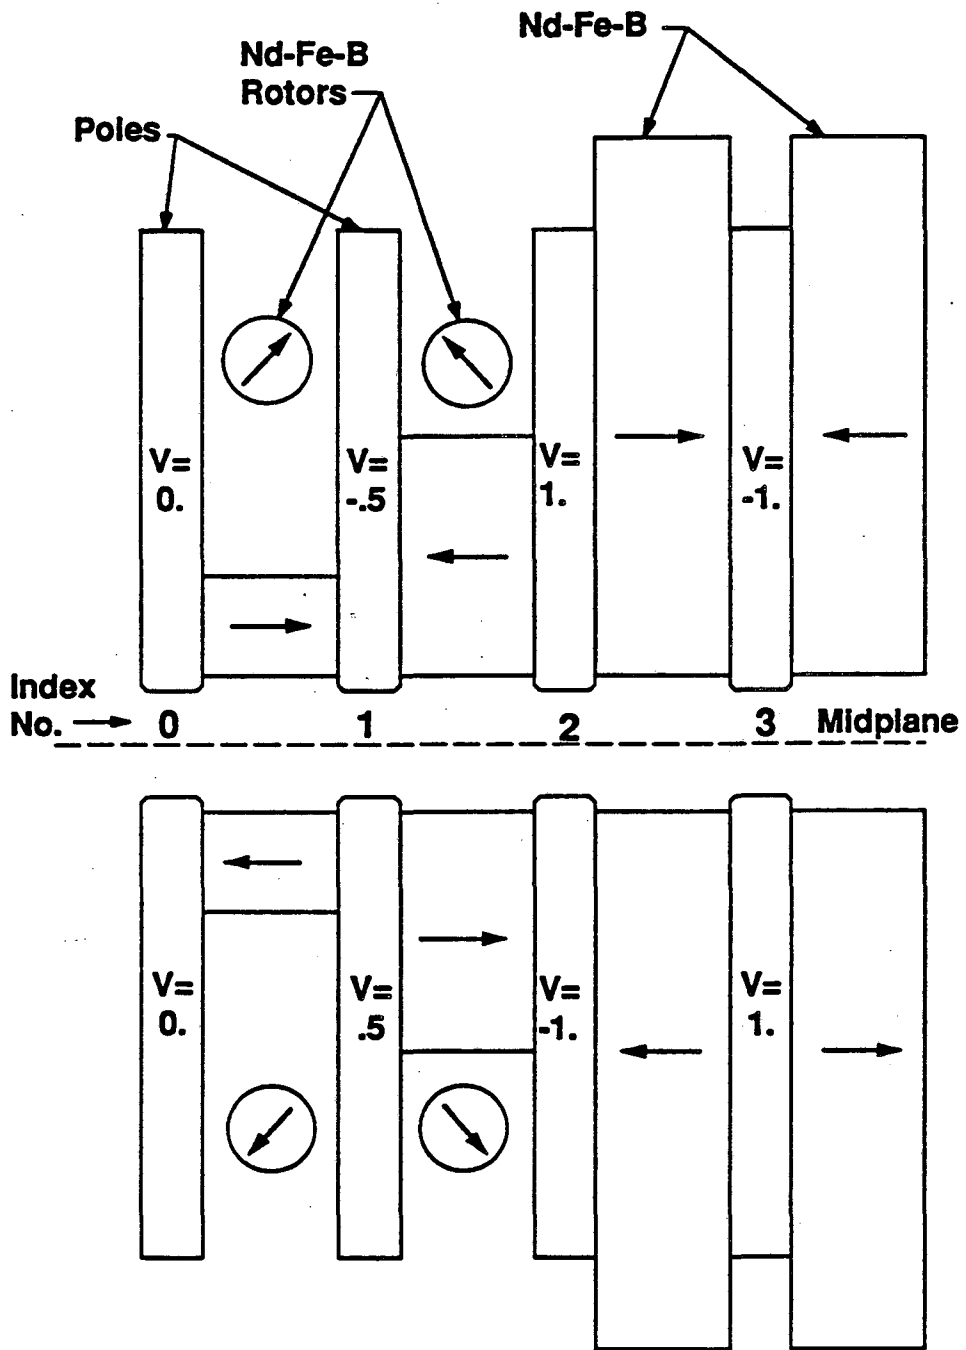 Nd-Fe-B
Nd-Fe-B
Rotors
Poles
V=
0.
V=
-.5
V=
1.
V=
-1.
Index
No.
0
1
2
3
Midplane
V=
0.
V=
.5
V=
-1.
V=
1.